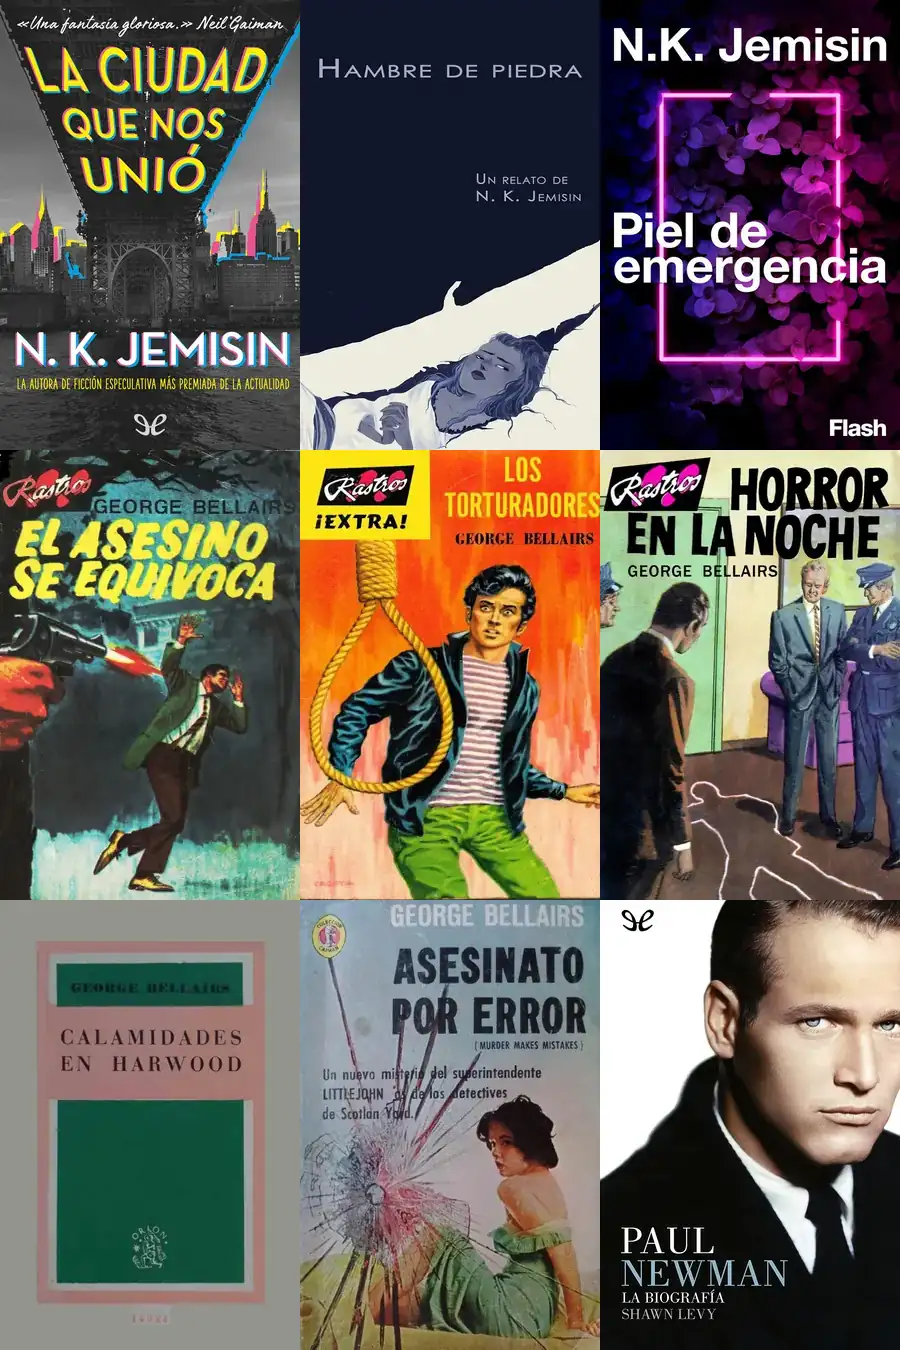 «Una fantasía gloriosa.» Neil Gaiman
LA CIUDAD
QUE NOS
UNIÓ
N. K. JEMISIN
LA AUTORA DE FICCIÓN ESPECULATIVA MÁS PREMIADA DE LA ACTUALIDAD
HAMBRE DE PIEDRA
UN RELATO DE
N. K. JEMISIN
N.K. Jemisin
Piel de
emergencia
Flash
Rastros
GEORGE BELLAIRS
EL ASESINO
SE EQUIVOCA
Rastros
¡EXTRA!
LOS
TORTURADORES
GEORGE BELLAIRS
Rastros
HORROR
EN LA NOCHE
GEORGE BELLAIRS
GEORGE BELLAIRS
CALAMIDADES
EN HARWOOD
ORION
GEORGE BELLAIRS
ASESINATO
POR ERROR
(MURDER MAKES MISTAKES)
Un nuevo misterio del superintendente
LITTLEJOHN de los detectives
de Scotlan Yard.
PAUL
NEWMAN
LA BIOGRAFÍA
SHAWN LEVY